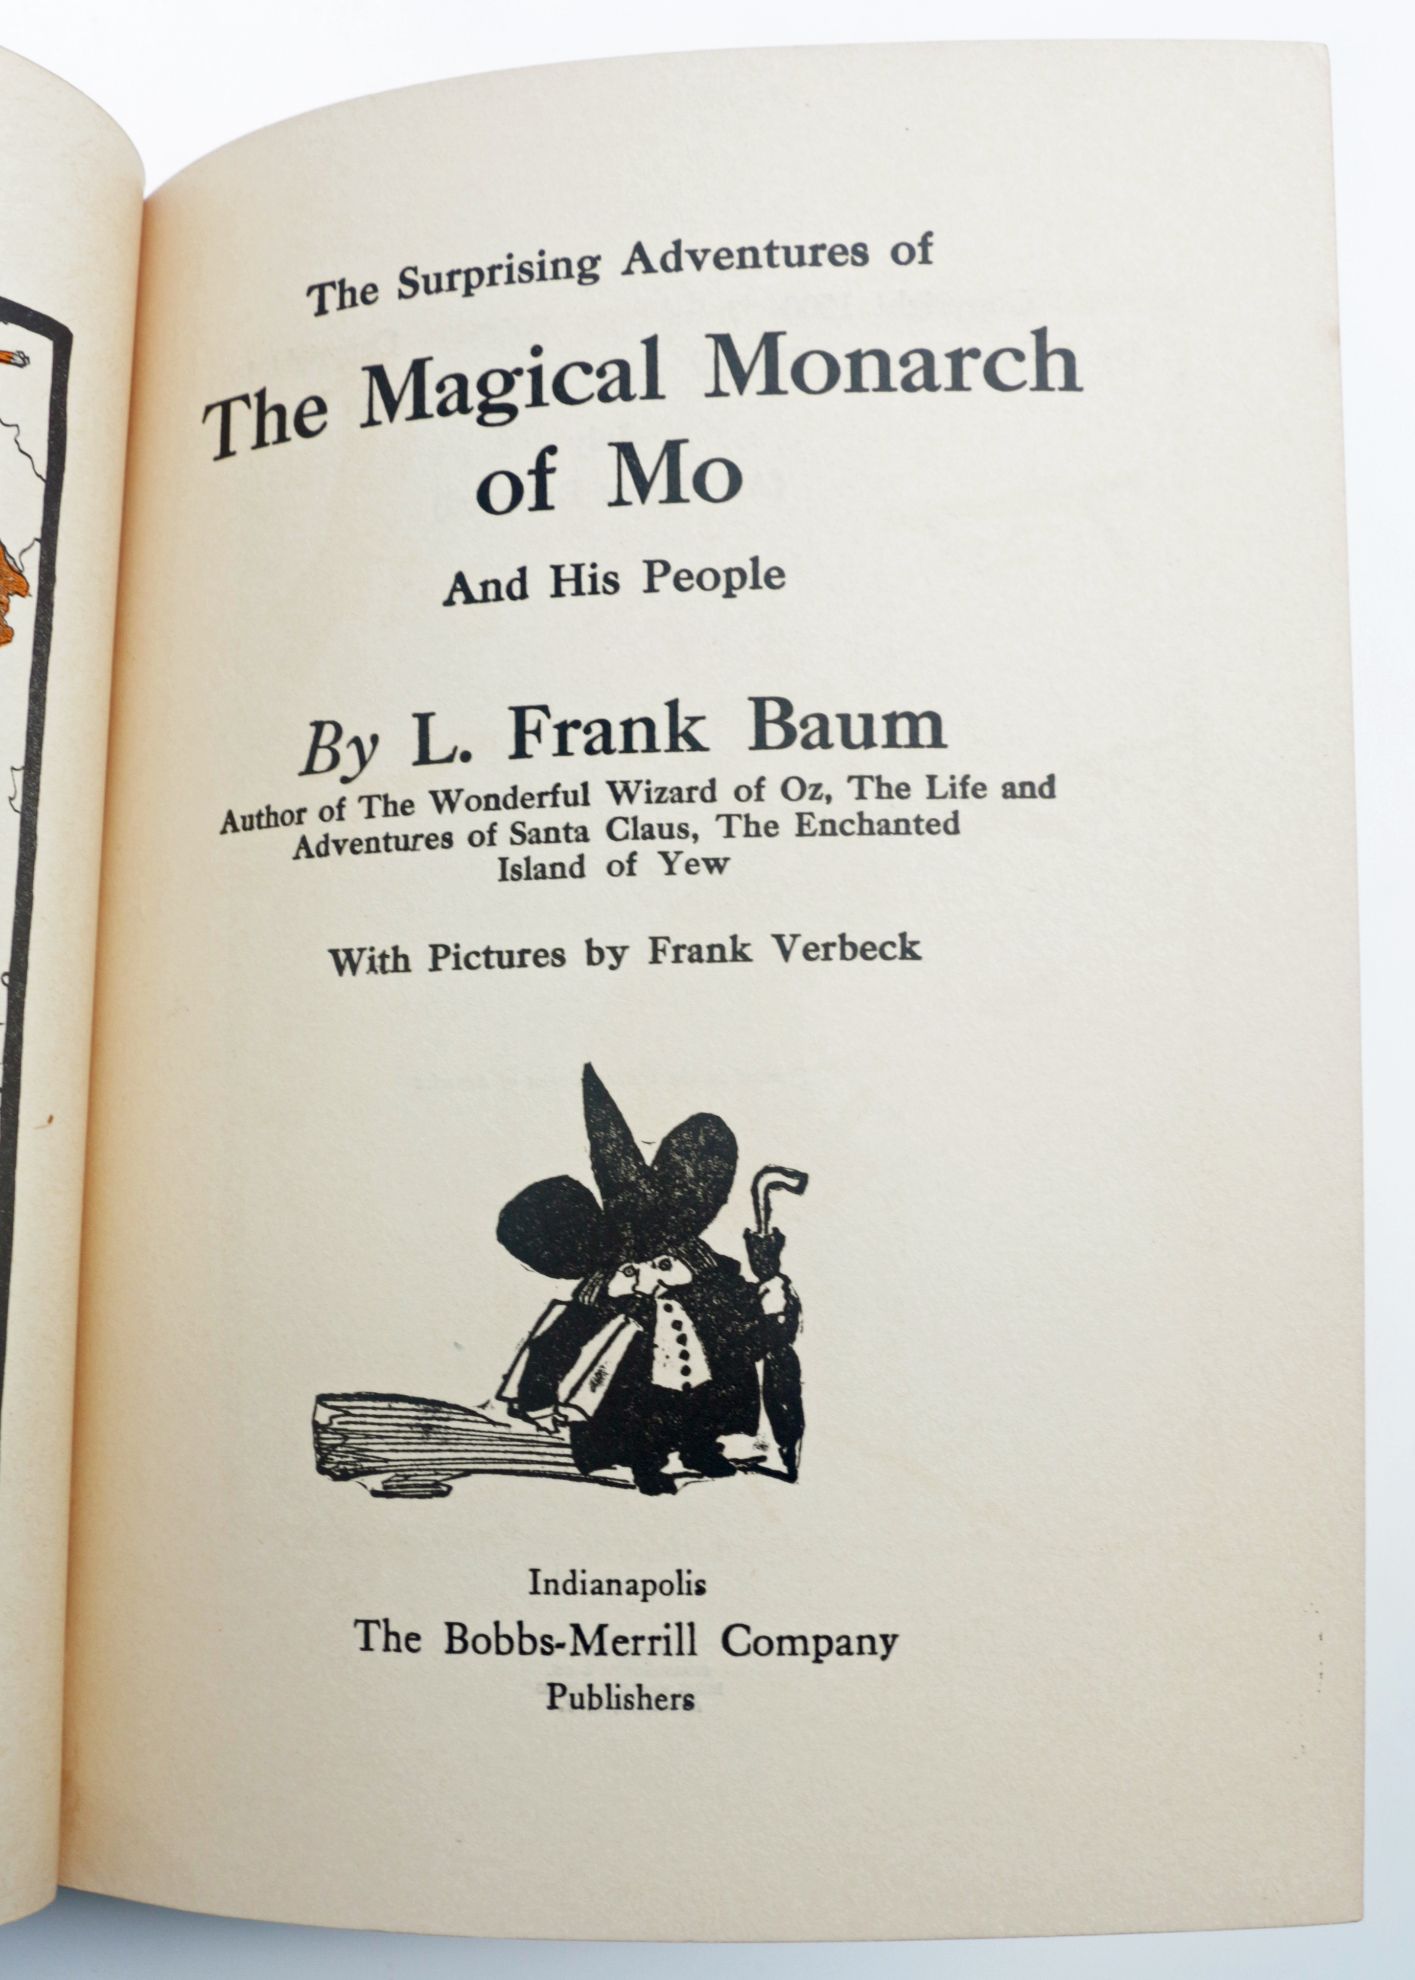 The Surprising Adventures of
The Magical Monarch
of Mo
And His People
By L. Frank Baum
Author of The Wonderful Wizard of Oz, The Life and
Adventures of Santa Claus, The Enchanted
Island of Yew
With Pictures by Frank Verbeck
Indianapolis
The Bobbs-Merrill Company
Publishers